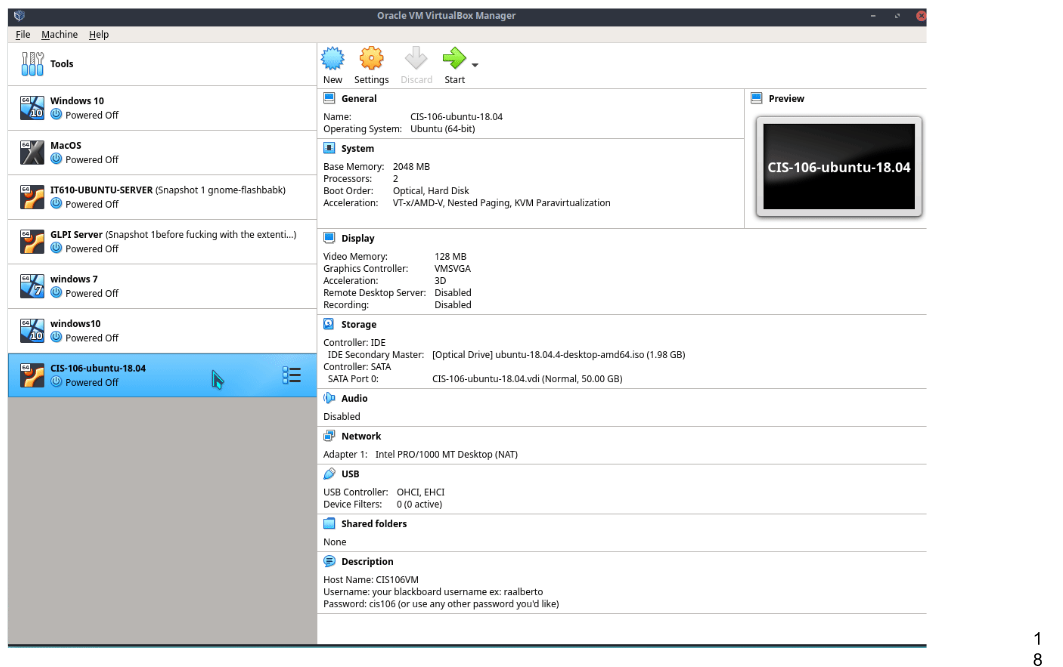 Oracle VM VirtualBox Manager
File Machine Help
Tools
Windows 10
Powered Off
MacOS
Powered Off
IT610-UBUNTU-SERVER (Snapshot 1 gnome-flashbabk)
Powered Off
GLPI Server (Snapshot 1before fucking with the extenti...)
Powered Off
windows 7
Powered Off
windows10
Powered Off
CIS-106-ubuntu-18.04
Powered Off
New Settings Discard Start
General
Name: CIS-106-ubuntu-18.04
Operating System: Ubuntu (64-bit)
System
Base Memory: 2048 MB
Processors: 2
Boot Order: Optical, Hard Disk
Acceleration: VT-x/AMD-V, Nested Paging, KVM Paravirtualization
Preview
CIS-106-ubuntu-18.04
Display
Video Memory: 128 MB
Graphics Controller: VMSVGA
Acceleration: 3D
Remote Desktop Server: Disabled
Recording: Disabled
Storage
Controller: IDE
IDE Secondary Master: [Optical Drive] ubuntu-18.04.4-desktop-amd64.iso (1.98 GB)
Controller: SATA
SATA Port 0: CIS-106-ubuntu-18.04.vdi (Normal, 50.00 GB)
Audio
Disabled
Network
Adapter 1: Intel PRO/1000 MT Desktop (NAT)
USB
USB Controller: OHCI, EHCI
Device Filters: 0 (0 active)
Shared folders
None
Description
Host Name: CIS106VM
Username: your blackboard username ex: raalberto
Password: cis106 (or use any other password you'd like)
1
8